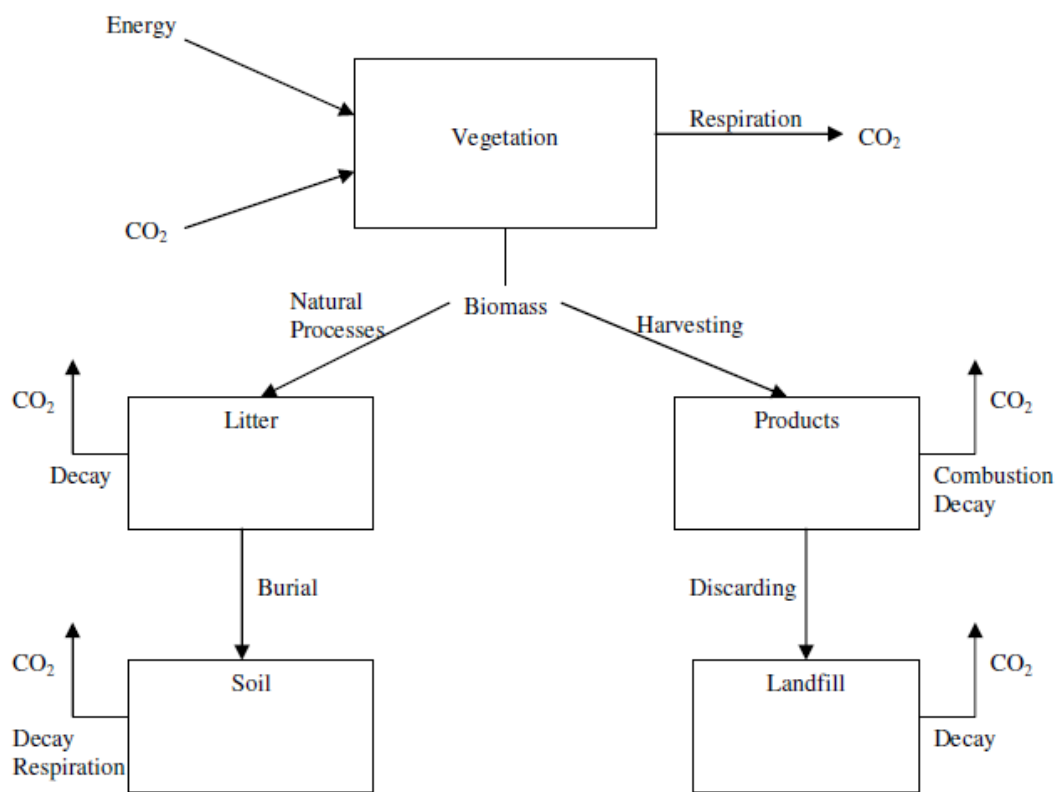 Energy
Vegetation
Respiration
CO₂
CO₂
Natural
Processes
Biomass
Harvesting
CO₂
Litter
Products
CO₂
Decay
Combustion
Decay
Burial
Discarding
CO₂
Soil
Landfill
CO₂
Decay
Respiration
Decay